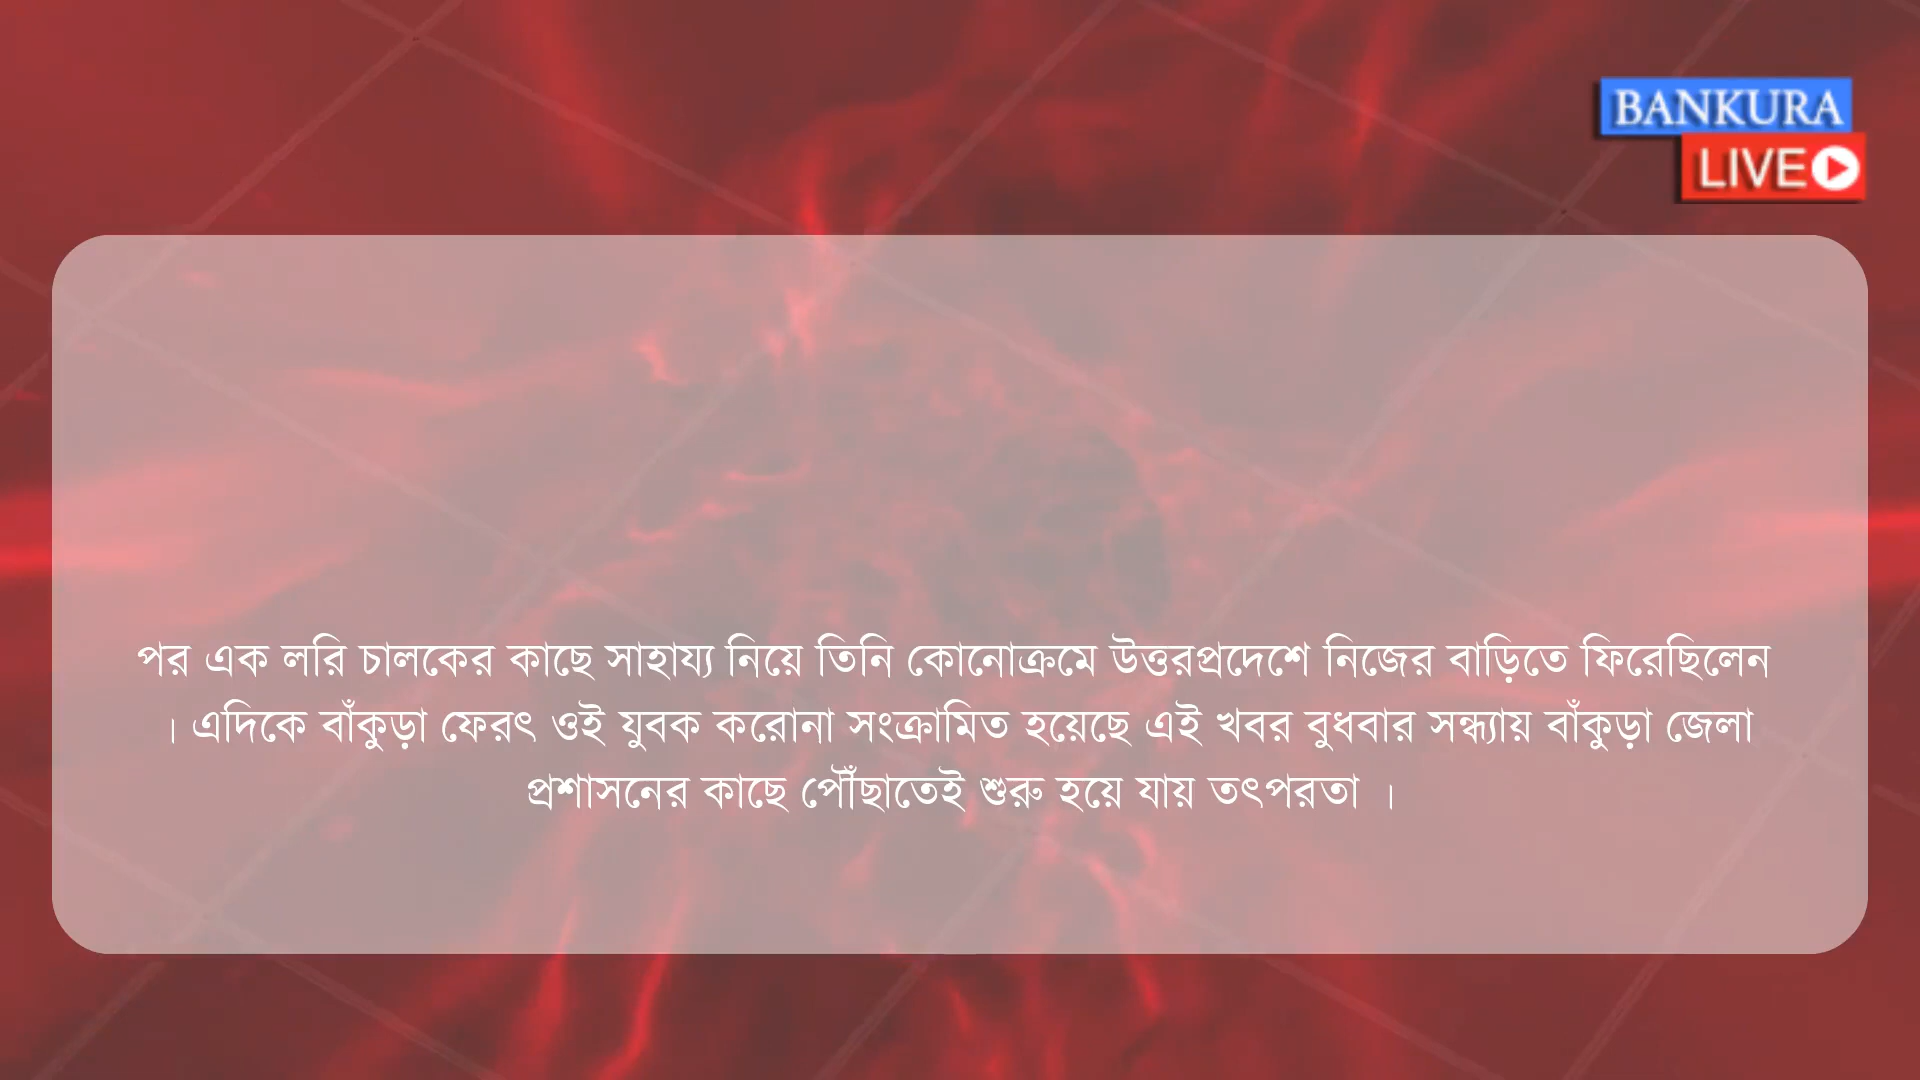 BANKURA
LIVE
পর এক লরি চালকের কাছে সাহায্য নিয়ে তিনি কোনোক্রমে উত্তরপ্রদেশে নিজের বাড়িতে ফিরেছিলেন
। এদিকে বাঁকুড়া ফেরৎ ওই যুবক করোনা সংক্রামিত হয়েছে এই খবর বুধবার সন্ধ্যায় বাঁকুড়া জেলা
প্রশাসনের কাছে পৌঁছাতেই শুরু হয়ে যায় তৎপরতা ।